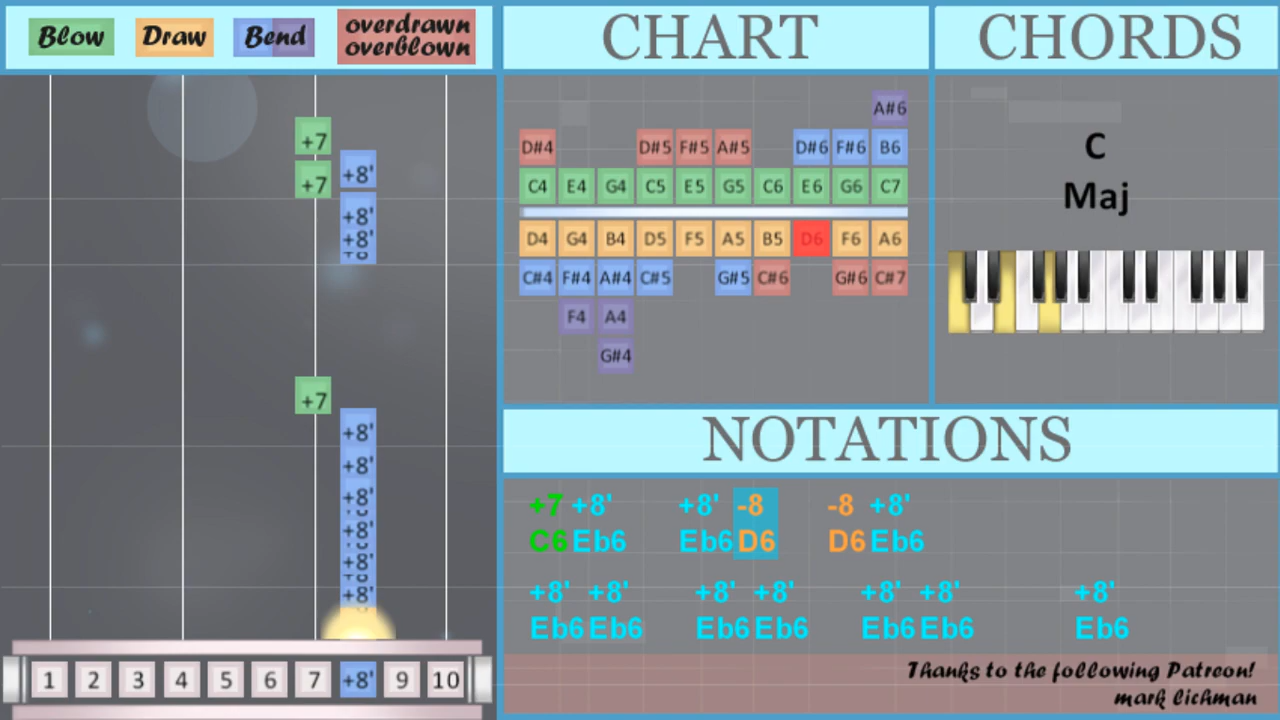 Blow Draw Bend overdrawn
overblown
CHART
CHORDS
+7
+8'
+7
+8'
+8'
+7
+8'
+8'
+8'
+8'
+8'
+8'
1 2 3 4 5 6 7 +8' 9 10
A#6
D#4 D#5 F#5 A#5 D#6 F#6 B6
C4 E4 G4 C5 E5 G5 C6 E6 G6 C7
D4 G4 B4 D5 F5 A5 B5 D6 F6 A6
C#4 F#4 A#4 C#5 G#5 C#6 G#6 C#7
F4 A4
G#4
C
Maj
NOTATIONS
+7 +8' +8' -8 -8 +8'
C6 Eb6 Eb6 D6 D6 Eb6
+8' +8' +8' +8' +8' +8' +8'
Eb6 Eb6 Eb6 Eb6 Eb6 Eb6 Eb6
Thanks to the following Patreon!
mark lichman